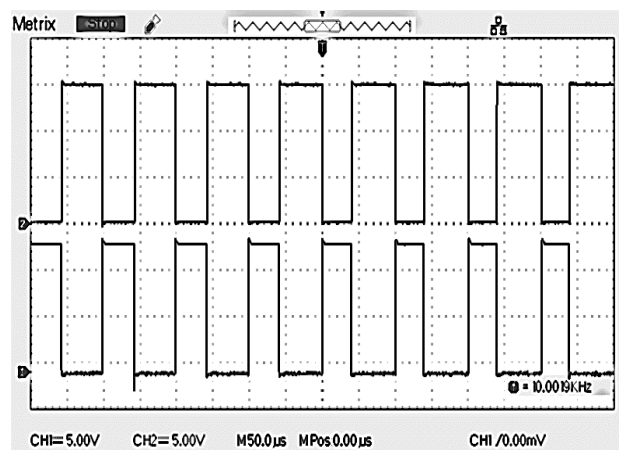 Metrix Stop
T
2
1
= 10.0019KHz
CH1= 5.00V CH2= 5.00V M50.0µs MPos 0.00µs CH1 /0.00mV